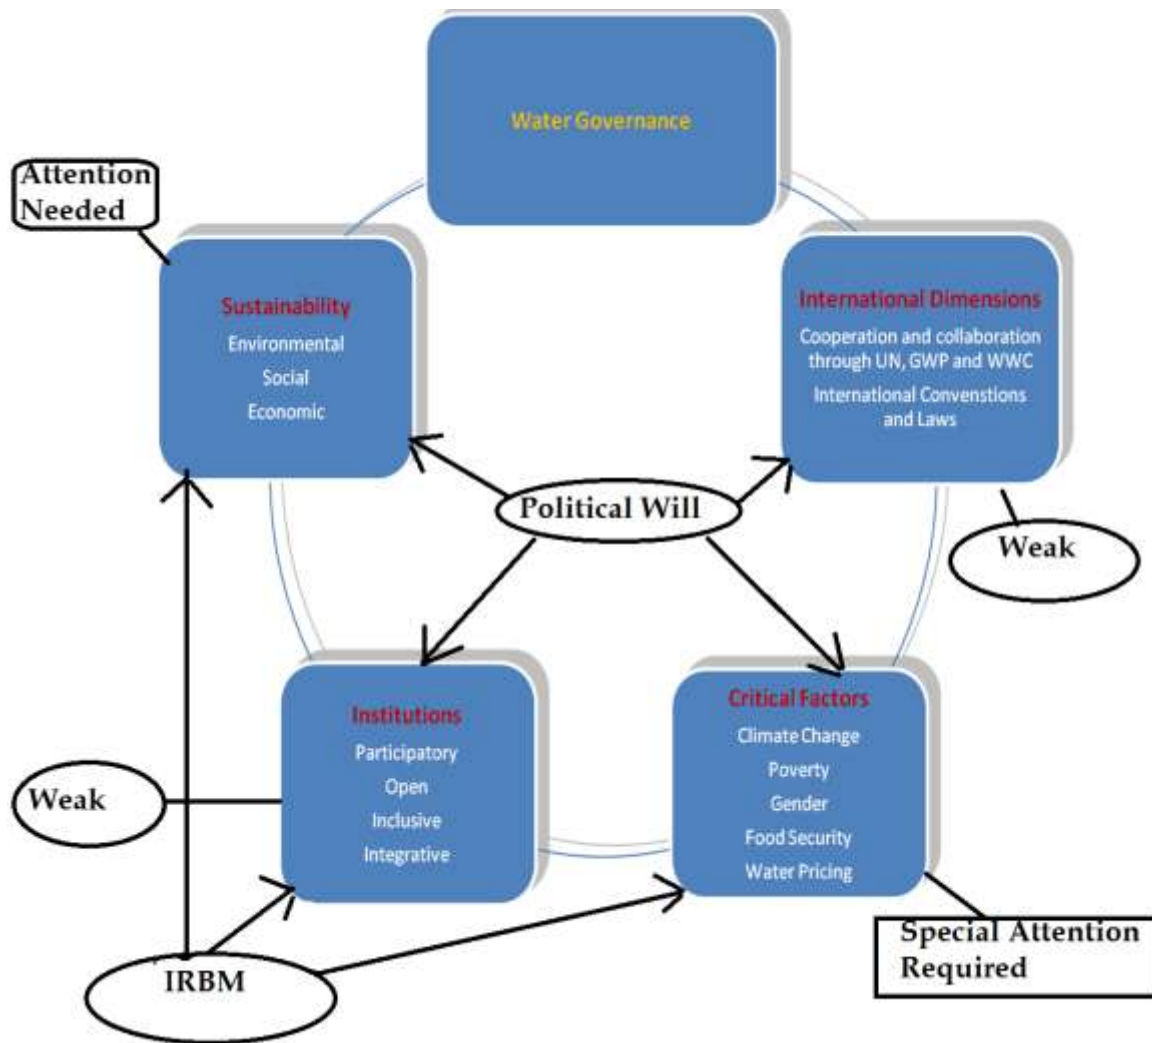 Water Governance
Attention
Needed
Sustainability
Environmental
Social
Economic
International Dimensions
Cooperation and collaboration
through UN, GWP and WWC
International Convenstions
and Laws
Political Will
Weak
Institutions
Participatory
Open
Inclusive
Integrative
Critical Factors
Climate Change
Poverty
Gender
Food Security
Water Pricing
Weak
Special Attention
Required
IRBM